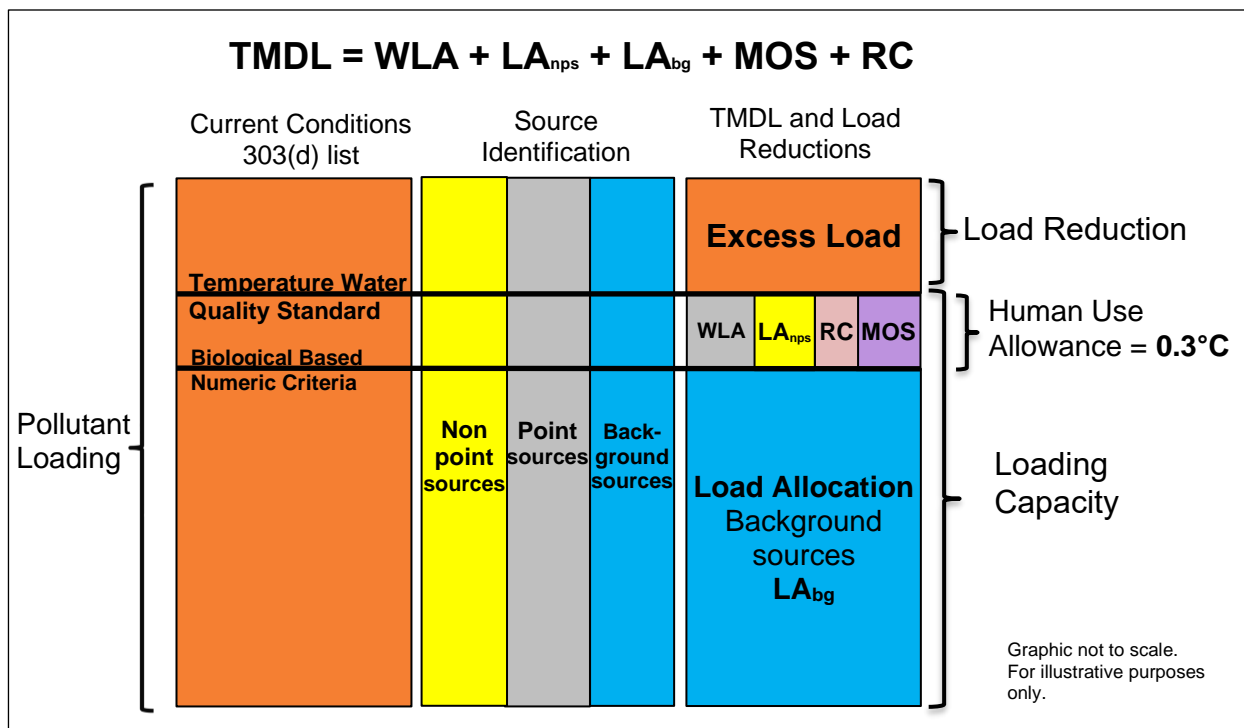 TMDL = WLA + LAnps + LAbg + MOS + RC
Current Conditions
303(d) list
Source
Identification
TMDL and Load
Reductions
Pollutant
Loading
Temperature Water
Quality Standard
Biological Based
Numeric Criteria
Non
point
sources
Point
sources
Back-
ground
sources
Excess Load
WLA
LAnps
RC
MOS
Load Allocation
Background
sources
LAbg
Load Reduction
Human Use
Allowance = 0.3°C
Loading
Capacity
Graphic not to scale.
For illustrative purposes
only.